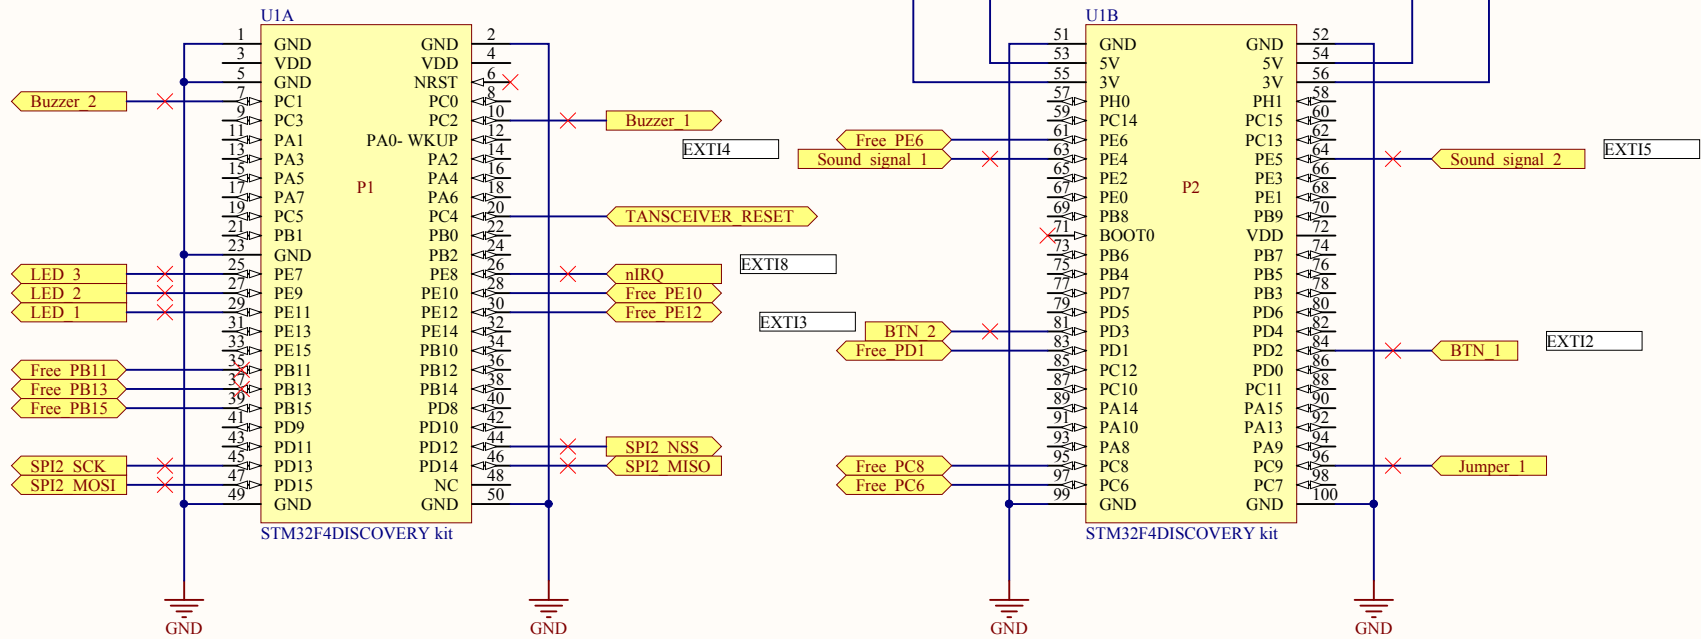 U1A
1 GND GND 2
3 VDD VDD 4
5 GND NRST 6
Buzzer_2 7 PC1 PC0 8
9 PC3 PC2 10 Buzzer_1
11 PA1 PA0- WKUP 12
13 PA3 PA2 14 EXTI4
15 PA5 PA4 16
17 PA7 P1 PA6 18
19 PC5 PC4 20 TANSCEIVER_RESET
21 PB1 PB0 22
23 GND PB2 24
LED_3 25 PE7 PE8 26 nIRQ EXTI8
LED_2 27 PE9 PE10 28 Free_PE10
LED_1 29 PE11 PE12 30 Free_PE12
31 PE13 PE14 32 EXTI3
33 PE15 PB10 34
Free_PB11 35 PB11 PB12 36
Free_PB13 37 PB13 PB14 38
Free_PB15 39 PB15 PD8 40
41 PD9 PD10 42
43 PD11 PD12 44 SPI2_NSS
SPI2_SCK 45 PD13 PD14 46 SPI2_MISO
SPI2_MOSI 47 PD15 NC 48
49 GND GND 50
STM32F4DISCOVERY kit
GND GND
U1B
51 GND GND 52
53 5V 5V 54
55 3V 3V 56
57 PH0 PH1 58
59 PC14 PC15 60
Free_PE6 61 PE6 PC13 62
Sound_signal_1 63 PE4 PE5 64 Sound_signal_2 EXTI5
65 PE2 PE3 66
67 PE0 P2 PE1 68
69 PB8 PB9 70
71 BOOT0 VDD 72
73 PB6 PB7 74
75 PB4 PB5 76
77 PD7 PB3 78
79 PD5 PD6 80
BTN_2 81 PD3 PD4 82
Free_PD1 83 PD1 PD2 84 BTN_1 EXTI2
85 PC12 PD0 86
87 PC10 PC11 88
89 PA14 PA15 90
91 PA10 PA13 92
93 PA8 PA9 94
Free_PC8 95 PC8 PC9 96 Jumper_1
Free_PC6 97 PC6 PC7 98
99 GND GND 100
STM32F4DISCOVERY kit
GND GND